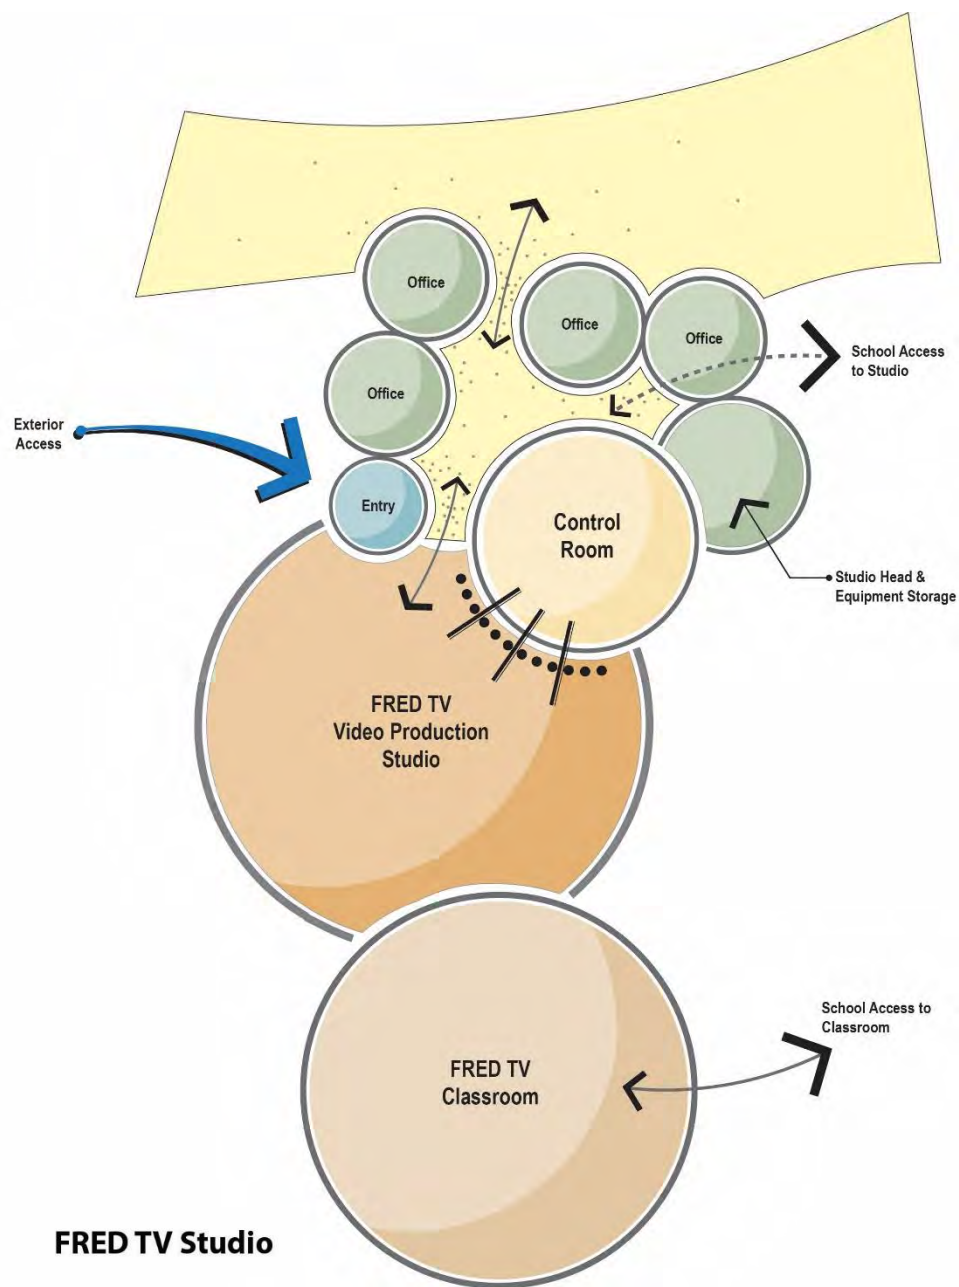 Office
Office
Office
Office
School Access
to Studio
Exterior
Access
Entry
Control
Room
Studio Head &
Equipment Storage
FRED TV
Video Production
Studio
School Access to
Classroom
FRED TV
Classroom
FRED TV Studio